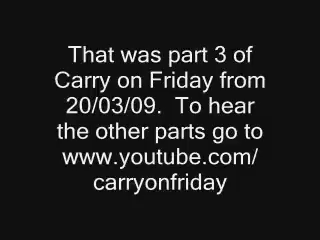 That was part 3 of
Carry on Friday from
20/03/09.  To hear
the other parts go to
www.youtube.com/
carryonfriday